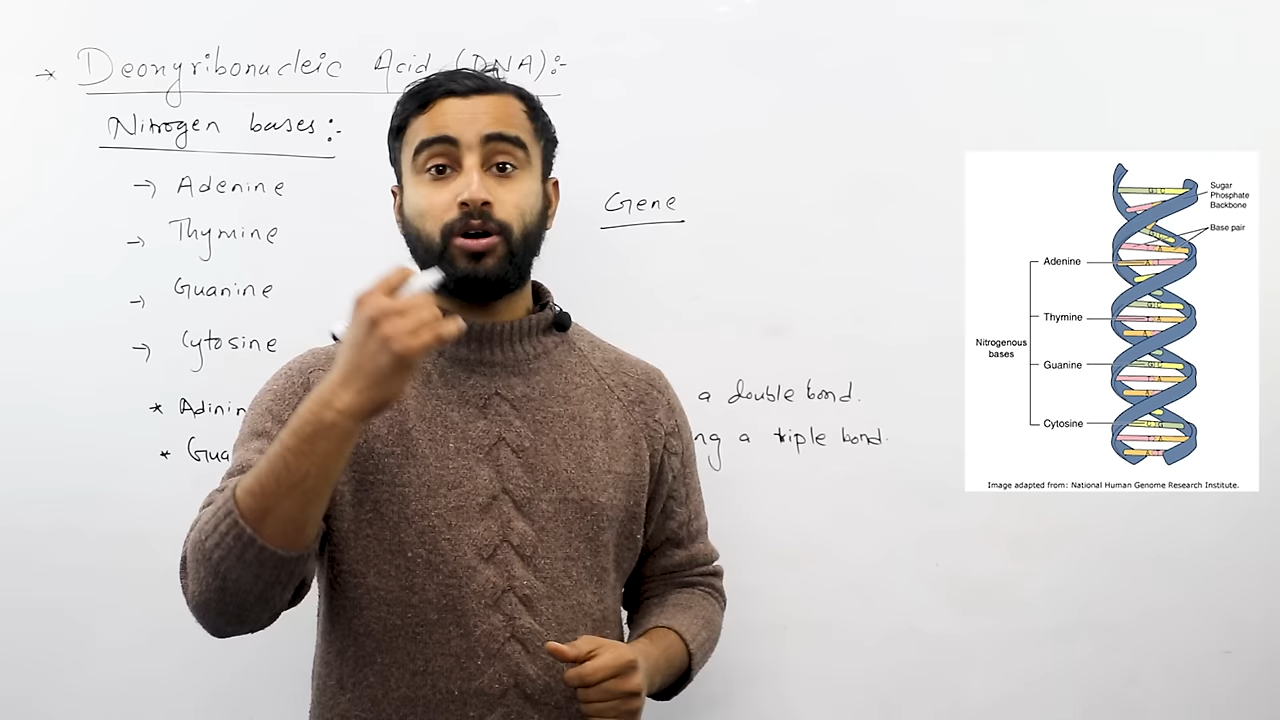 * Deoxyribonucleic Acid (DNA):-
Nitrogen bases:-
→ Adenine
→ Thymine
→ Guanine
→ Cytosine
Gene
* Adinin
a double bond.
* Gua
ng a triple bond.
Sugar
Phosphate
Backbone
Base pair
Adenine
Thymine
Nitrogenous
bases
Guanine
Cytosine
Image adapted from: National Human Genome Research Institute.